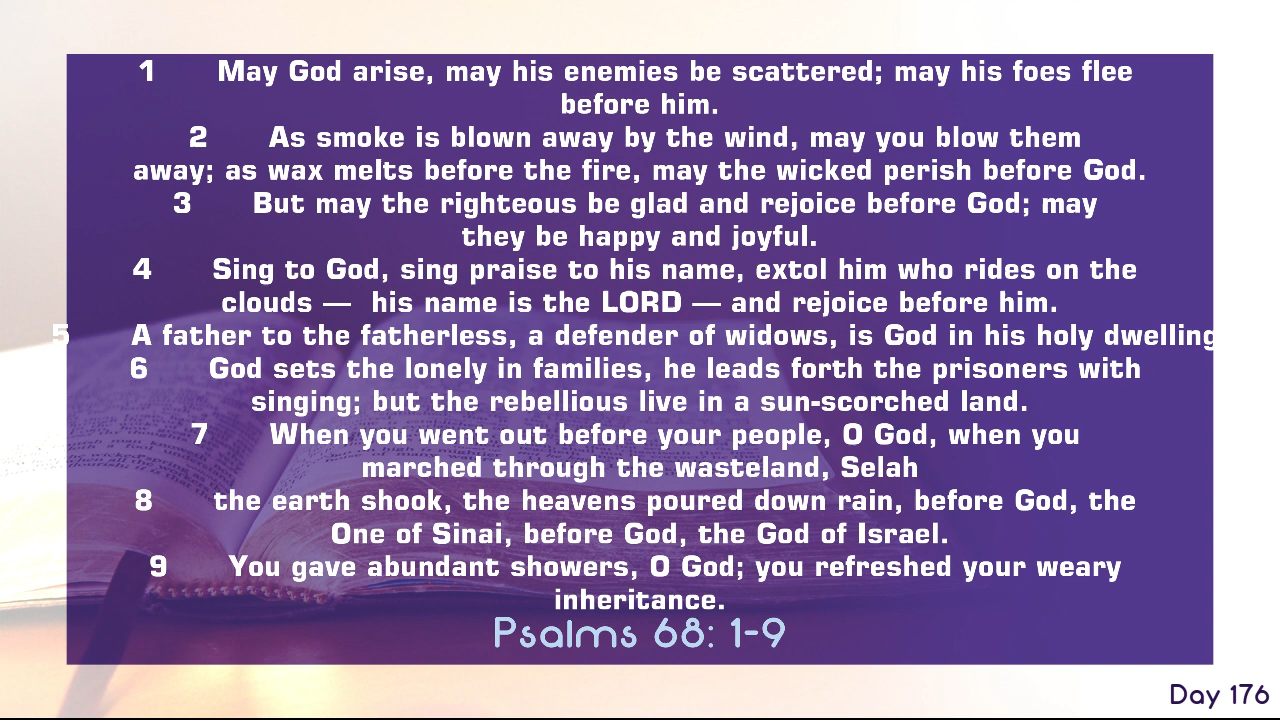 1 May God arise, may his enemies be scattered; may his foes flee
before him.
2 As smoke is blown away by the wind, may you blow them
away; as wax melts before the fire, may the wicked perish before God.
3 But may the righteous be glad and rejoice before God; may
they be happy and joyful.
4 Sing to God, sing praise to his name, extol him who rides on the
clouds — his name is the LORD — and rejoice before him.
5 A father to the fatherless, a defender of widows, is God in his holy dwelling
6 God sets the lonely in families, he leads forth the prisoners with
singing; but the rebellious live in a sun-scorched land.
7 When you went out before your people, O God, when you
marched through the wasteland, Selah
8 the earth shook, the heavens poured down rain, before God, the
One of Sinai, before God, the God of Israel.
9 You gave abundant showers, O God; you refreshed your weary
inheritance.
Psalms 68: 1-9
Day 176